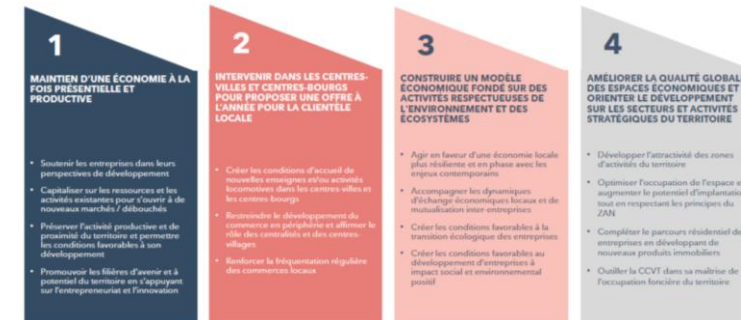 1
MAINTIEN D'UNE ÉCONOMIE À LA
FOIS PRÉSENTIELLE ET
PRODUCTIVE
• Soutenir les entreprises dans leurs
perspectives de développement
• Capitaliser sur les ressources et les
activités existantes pour s'ouvrir à de
nouveaux marchés / débouchés
• Préserver l'activité productive et de
proximité du territoire et permettre
les conditions favorables à son
développement
• Promouvoir les filières d'avenir et à
potentiel du territoire en s'appuyant
sur l'entrepreneuriat et l'innovation
2
INTERVENIR DANS LES CENTRES-
VILLES ET CENTRES-BOURGS
POUR PROPOSER UNE OFFRE À
L'ANNÉE POUR LA CLIENTÈLE
LOCALE
• Créer les conditions d'accueil de
nouvelles enseignes et/ou activités
locomotives dans les centres-villes et
les centres-bourgs
• Restreindre le développement du
commerce en périphérie et affirmer le
rôle des centralités et des centres-
villages
• Renforcer la fréquentation régulière
des commerces locaux
3
CONSTRUIRE UN MODÈLE
ÉCONOMIQUE FONDÉ SUR DES
ACTIVITÉS RESPECTUEUSES DE
L'ENVIRONNEMENT ET DES
ÉCOSYSTÈMES
• Agir en faveur d'une économie locale
plus résiliente et en phase avec les
enjeux contemporains
• Accompagner les dynamiques
d'échange économiques locaux et de
mutualisation inter-entreprises
• Créer les conditions favorables à la
transition écologique des entreprises
• Créer les conditions favorables au
développement d'entreprises à
impact social et environnemental
positif
4
AMÉLIORER LA QUALITÉ GLOBAL
DES ESPACES ÉCONOMIQUES ET
ORIENTER LE DÉVELOPPEMENT
SUR LES SECTEURS ET ACTIVITÉS
STRATÉGIQUES DU TERRITOIRE
• Développer l'attractivité des zones
d'activités du territoire
• Optimiser l'occupation de l'espace e
augmenter le potentiel d'implantatio
tout en respectant les principes du
ZAN
• Compléter le parcours résidentiel de
entreprises en développant de
nouveaux produits immobiliers
• Outiller la CCVT dans sa maîtrise de
l'occupation foncière du territoire